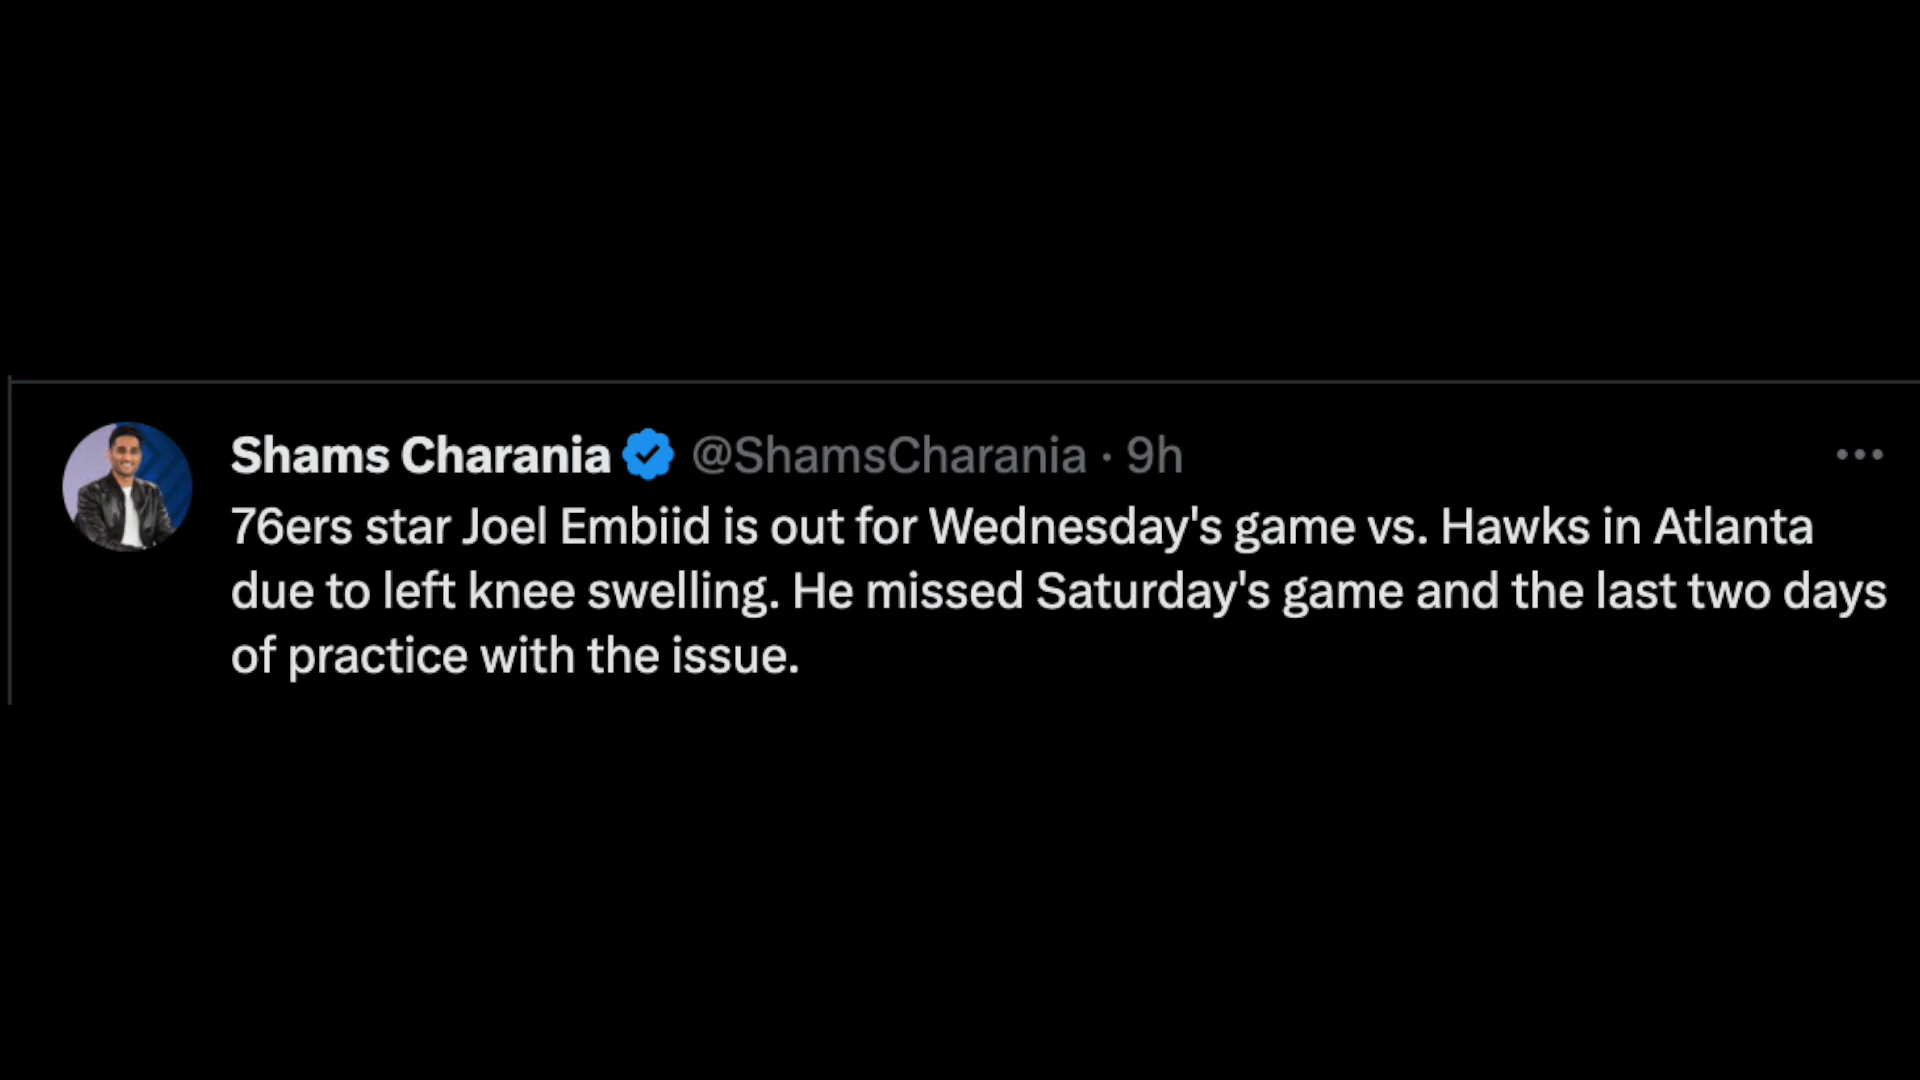 Shams Charania @ShamsCharania · 9h
76ers star Joel Embiid is out for Wednesday's game vs. Hawks in Atlanta
due to left knee swelling. He missed Saturday's game and the last two days
of practice with the issue.